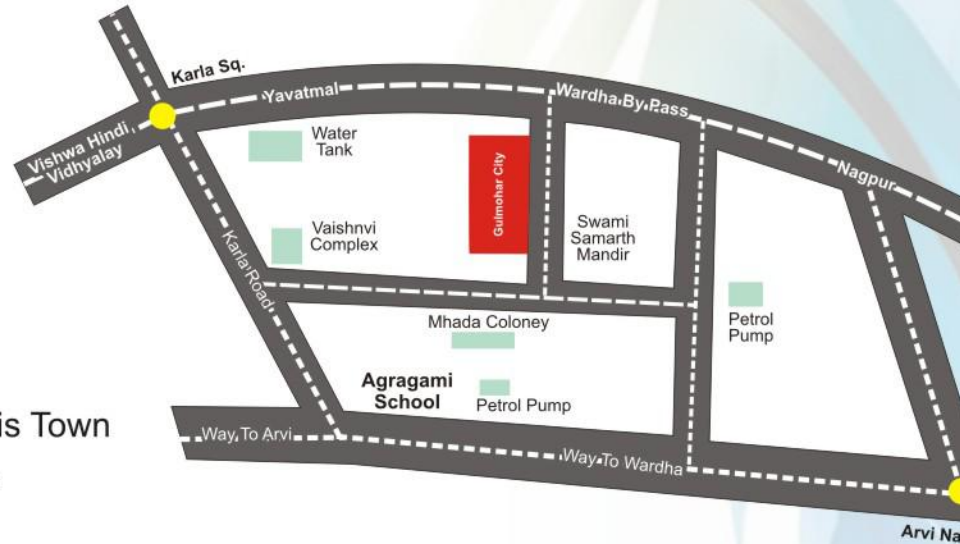 Karla Sq.
Yavatmal
Wardha By Pass
Nagpur
Vishwa Hindi
Vidhyalay
Water
Tank
Gulmohar City
Vaishnvi
Complex
Swami
Samarth
Mandir
Karla Road
Petrol
Pump
Mhada Coloney
Agragami
School
Petrol Pump
is Town
Way To Arvi
Way To Wardha
Arvi Na